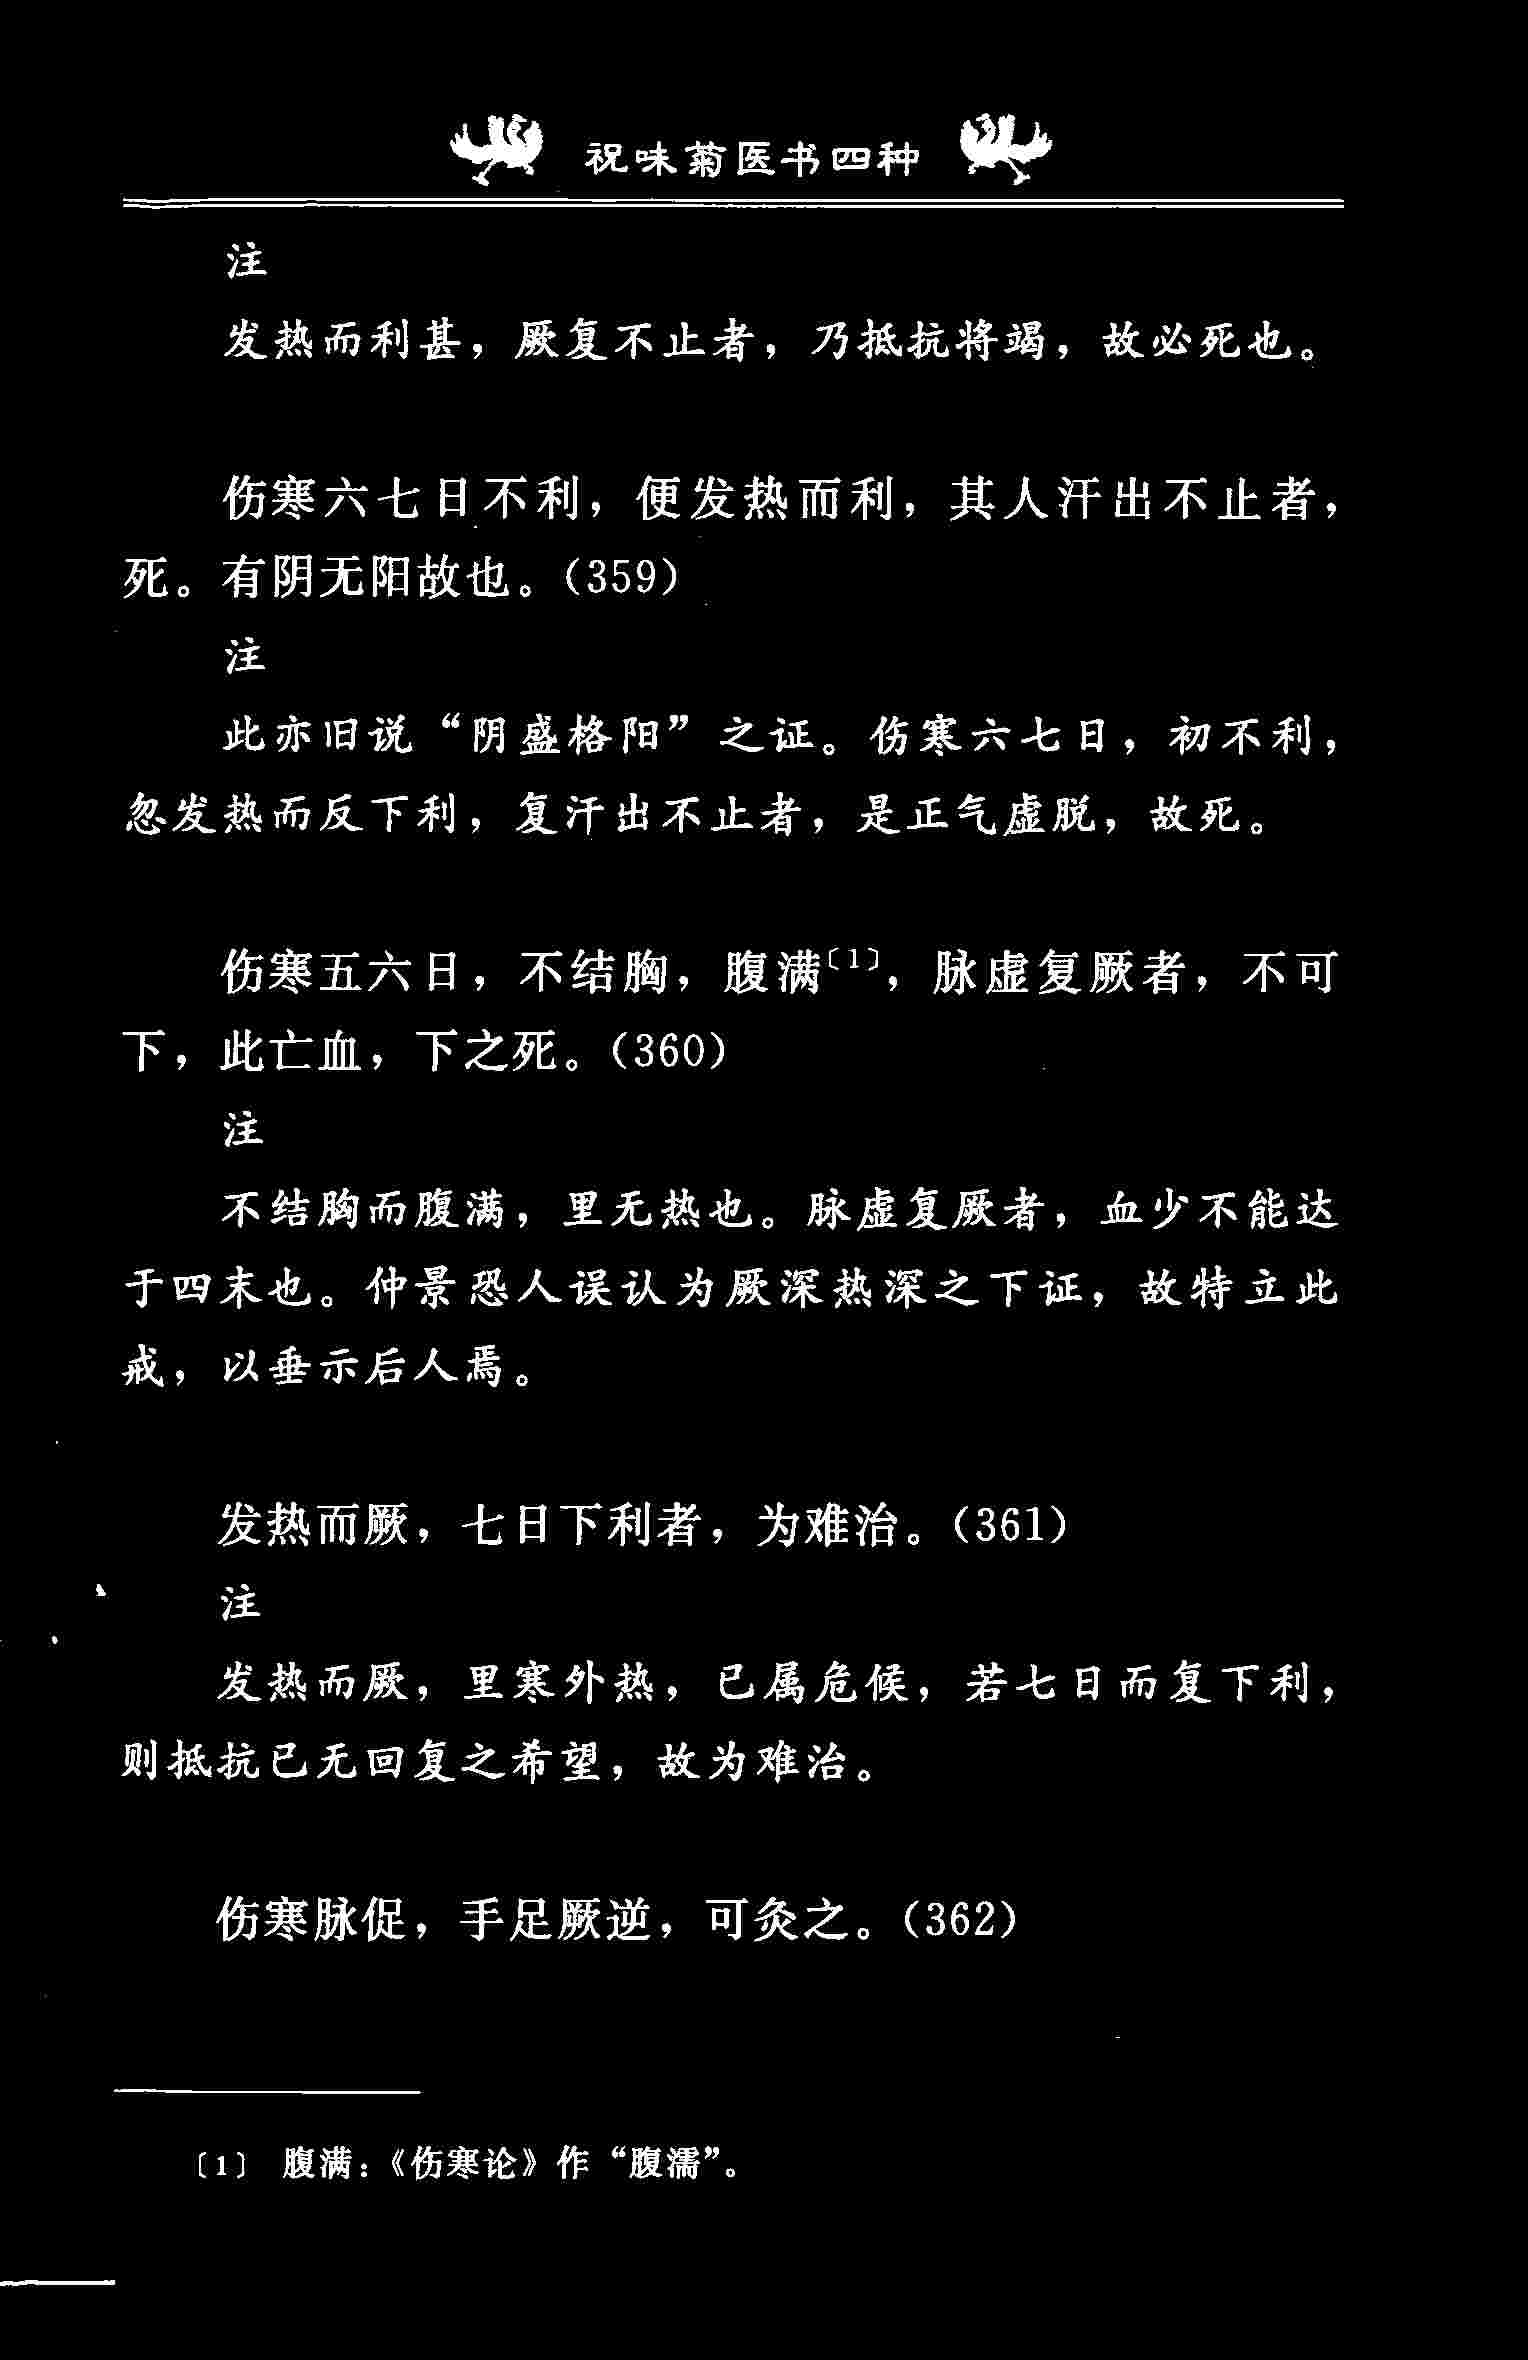 祝味菊医书四种
注
发热而利甚，厥复不止者，乃抵抗将竭，故必死也。
伤寒六七日不利，便发热而利，其人汗出不止者，
死。有阴无阳故也。（359）
注
此亦旧说“阴盛格阳”之证。伤寒六七日，初不利，
忽发热而反下利，复汗出不止者，是正气虚脱，故死。
伤寒五六日，不结胸，腹满〔1〕，脉虚复厥者，不可
下，此亡血，下之死。（360）
注
不结胸而腹满，里无热也。脉虚复厥者，血少不能达
于四末也。仲景恐人误认为厥深热深之下证，故特立此
戒，以垂示后人焉。
发热而厥，七日下利者，为难治。（361）
注
发热而厥，里寒外热，已属危候，若七日而复下利，
则抵抗已无回复之希望，故为难治。
伤寒脉促，手足厥逆，可灸之。（362）
〔1〕 腹满：《伤寒论》作“腹濡”。